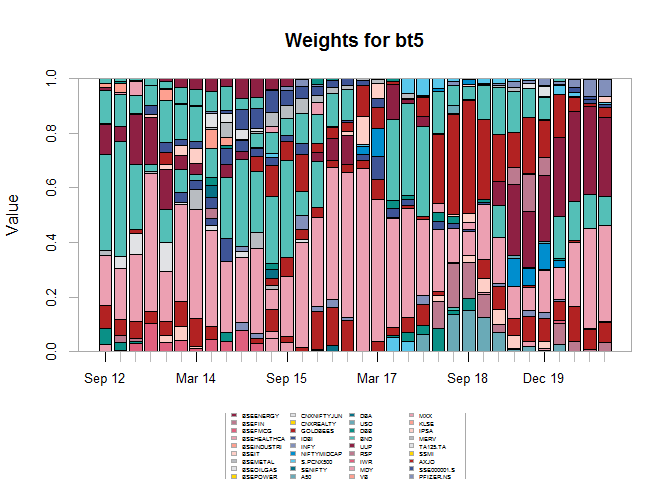 Weights for bt5
Value
1.0
0.8
0.6
0.4
0.2
0.0
Sep 12 Mar 14 Sep 15 Mar 17 Sep 18 Dec 19
BSEENERGY CNXNIFTYJUN DBA MXX
BSEFIN CNXREALTY USO KLSE
BSEFMCG GOLDBEES DBB IPSA
BSEHEALTHCA IDBI BND MERV
BSEINDUSTRI INFY UUP TA125.TA
BSEIT NIFTYMIDCAP RSP SSMI
BSEMETAL S.PCNX500 IWR AXJO
BSEOILGAS SENIFTY MDY SSE000001.S
BSEPOWER A50 VB PFIZER.NS